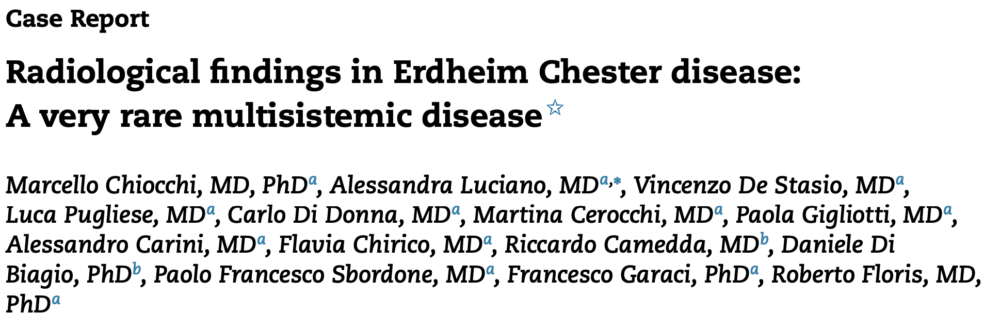 Case Report
Radiological findings in Erdheim Chester disease:
A very rare multisistemic disease☆
Marcello Chiocchi, MD, PhDa, Alessandra Luciano, MDa,*, Vincenzo De Stasio, MDa,
Luca Pugliese, MDa, Carlo Di Donna, MDa, Martina Cerocchi, MDa, Paola Gigliotti, MDa,
Alessandro Carini, MDa, Flavia Chirico, MDa, Riccardo Camedda, MDb, Daniele Di
Biagio, PhDb, Paolo Francesco Sbordone, MDa, Francesco Garaci, PhDa, Roberto Floris, MD,
PhDa